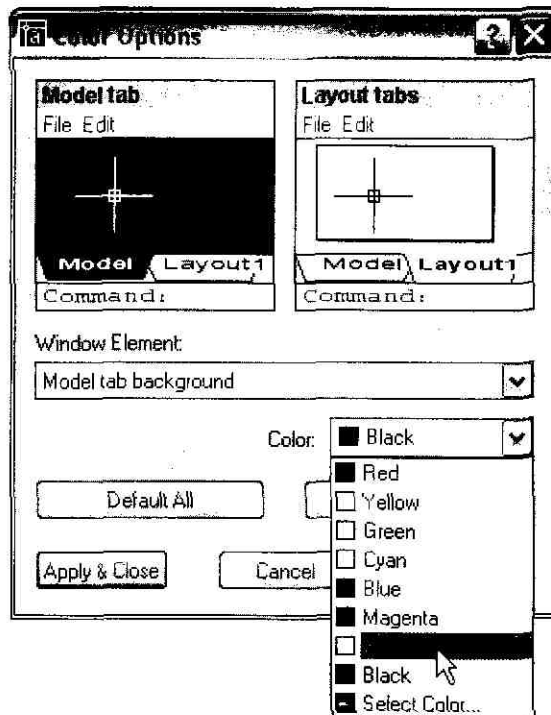 Color Options
Model tab
File Edit
Model Layout1
Command:
Layout tabs
File Edit
Model Layout1
Command:
Window Element:
Model tab background
Color: Black
Red
Yellow
Green
Cyan
Blue
Magenta
Black
Select Color...
Default All
Apply & Close
Cancel